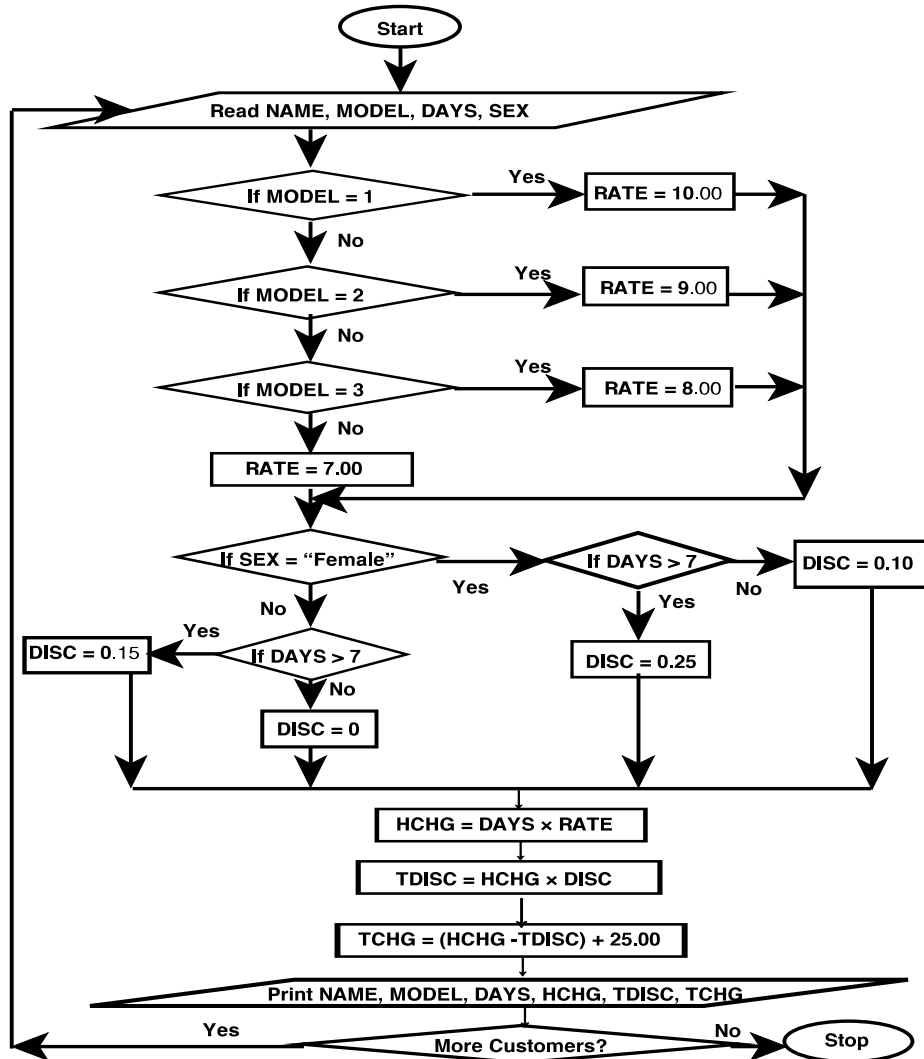 Start
Read NAME, MODEL, DAYS, SEX
If MODEL = 1
Yes
RATE = 10.00
No
If MODEL = 2
Yes
RATE = 9.00
No
If MODEL = 3
Yes
RATE = 8.00
No
RATE = 7.00
If SEX = “Female”
Yes
If DAYS > 7
No
DISC = 0.10
No
Yes
DISC = 0.15
Yes
If DAYS > 7
DISC = 0.25
No
DISC = 0
HCHG = DAYS × RATE
TDISC = HCHG × DISC
TCHG = (HCHG -TDISC) + 25.00
Print NAME, MODEL, DAYS, HCHG, TDISC, TCHG
Yes
More Customers?
No
Stop